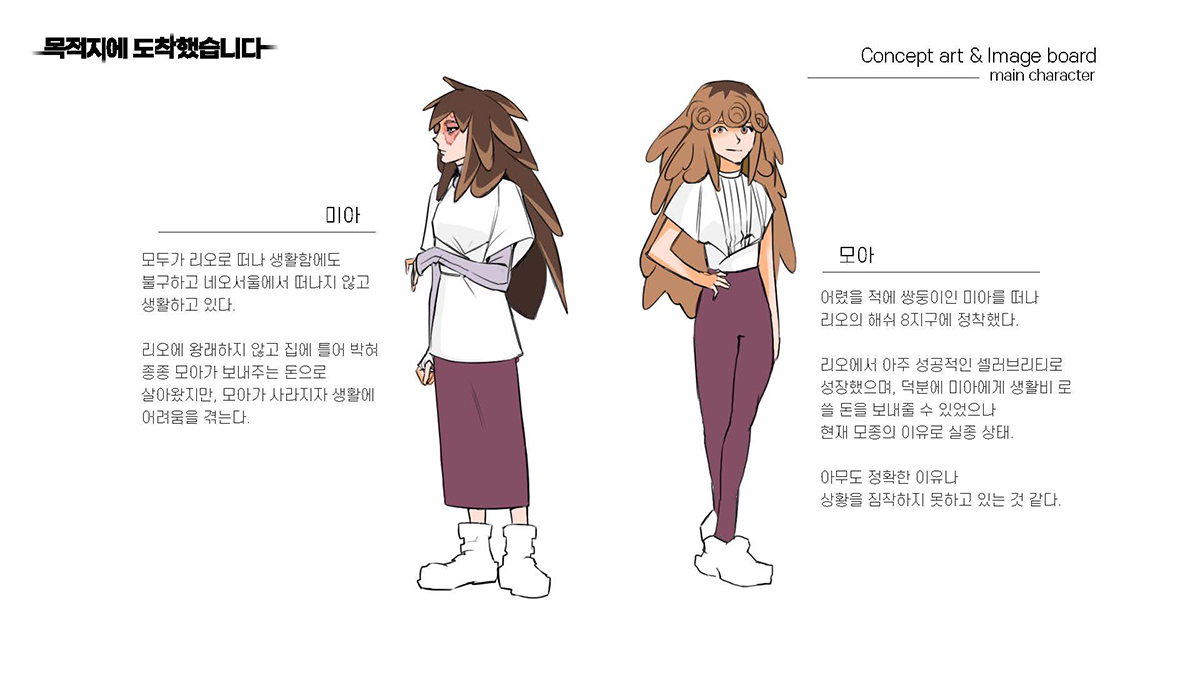 목적지에 도착했습니다
Concept art & Image board
main character
미아
모두가 리오로 떠나 생활함에도
불구하고 네오서울에서 떠나지 않고
생활하고 있다.
리오에 왕래하지 않고 집에 틀어 박혀
종종 모아가 보내주는 돈으로
살아왔지만, 모아가 사라지자 생활에
어려움을 겪는다.
모아
어렸을 적에 쌍둥이인 미아를 떠나
리오의 해쉬 8지구에 정착했다.
리오에서 아주 성공적인 셀러브리티로
성장했으며, 덕분에 미아에게 생활비 로
쓸 돈을 보내줄 수 있었으나
현재 모종의 이유로 실종 상태.
아무도 정확한 이유나
상황을 짐작하지 못하고 있는 것 같다.